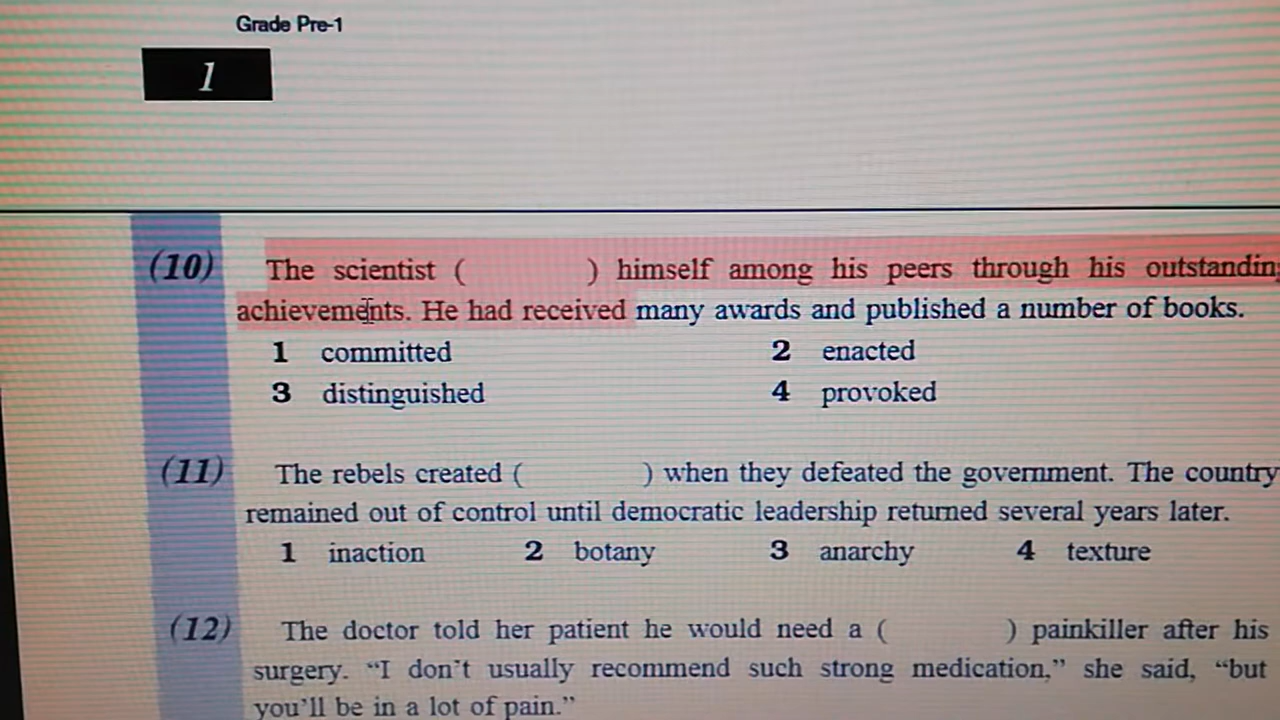 Grade Pre-1
1
(10) The scientist ( ) himself among his peers through his outstanding
achievements. He had received many awards and published a number of books.
1 committed 2 enacted
3 distinguished 4 provoked
(11) The rebels created ( ) when they defeated the government. The country
remained out of control until democratic leadership returned several years later.
1 inaction 2 botany 3 anarchy 4 texture
(12) The doctor told her patient he would need a ( ) painkiller after his
surgery. “I don’t usually recommend such strong medication,” she said, “but
you’ll be in a lot of pain.”